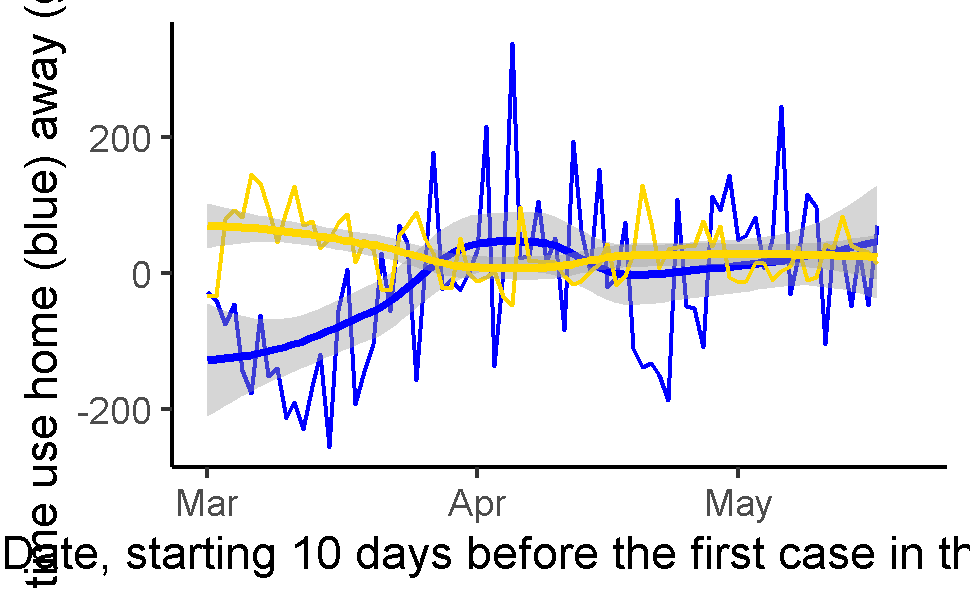 time use home (blue) away (
200
0
-200
Mar Apr May
Date, starting 10 days before the first case in th